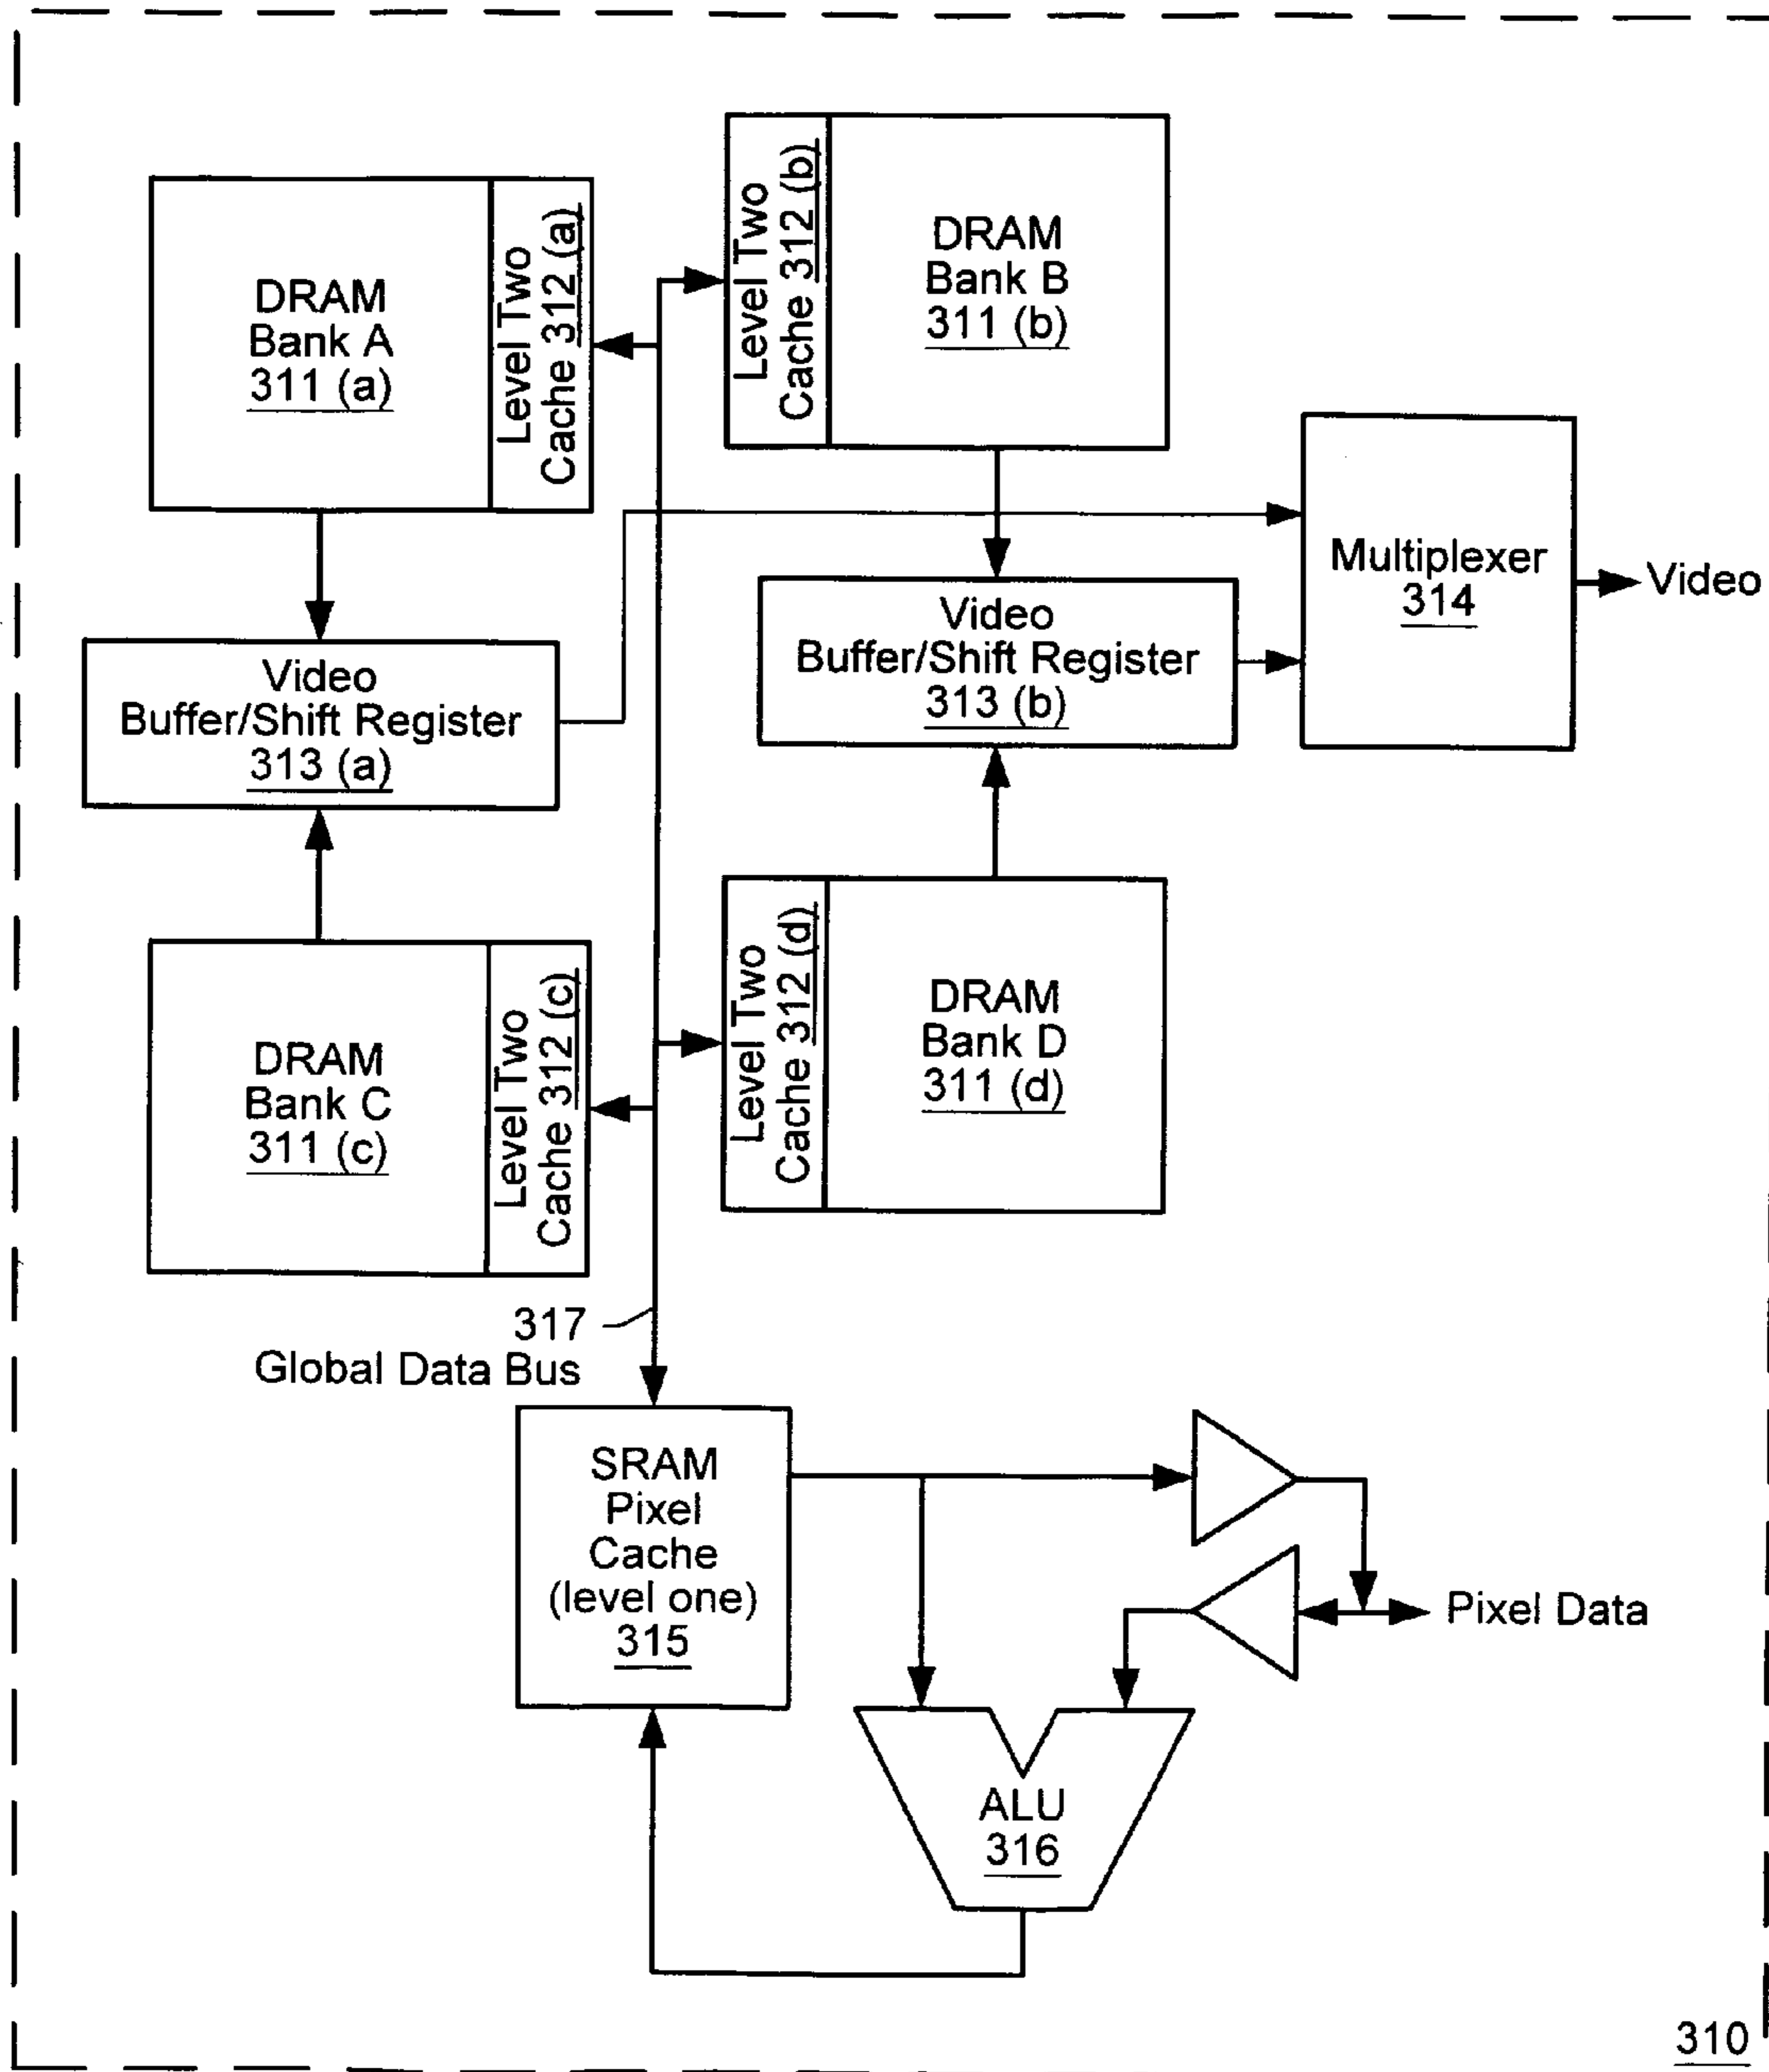 DRAM
Bank A
311 (a)
Level Two
Cache 312 (a)
Level Two
Cache 312 (b)
DRAM
Bank B
311 (b)
Multiplexer
314
Video
Video
Buffer/Shift Register
313 (a)
Video
Buffer/Shift Register
313 (b)
DRAM
Bank C
311 (c)
Level Two
Cache 312 (c)
Level Two
Cache 312 (d)
DRAM
Bank D
311 (d)
317
Global Data Bus
SRAM
Pixel
Cache
(level one)
315
Pixel Data
ALU
316
310